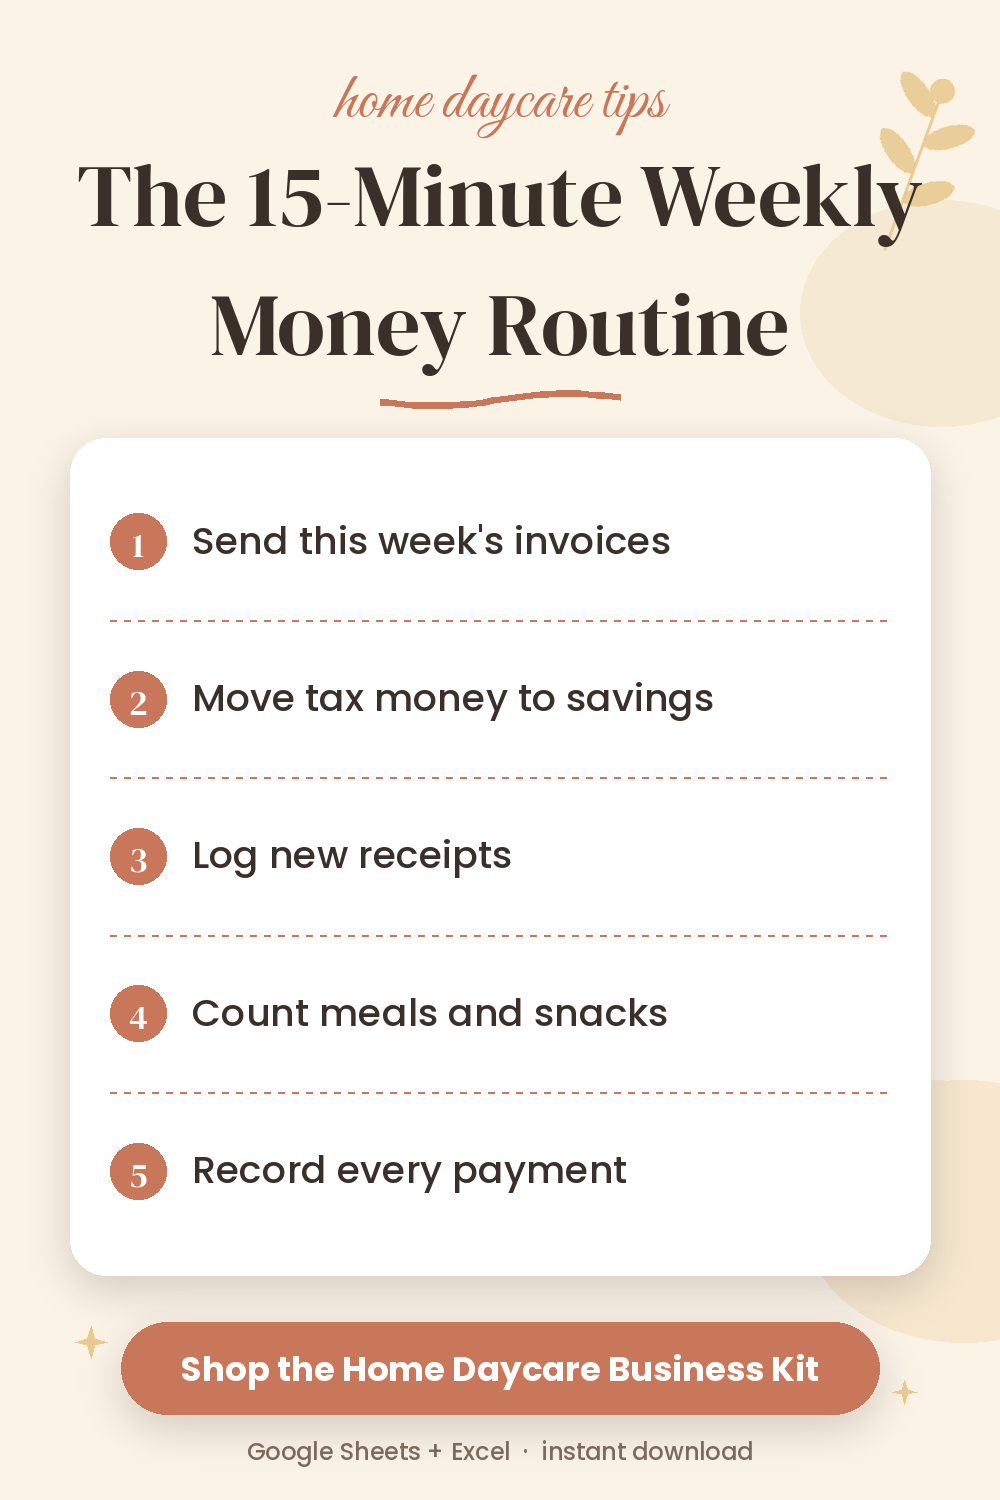 home daycare tips
The 15-Minute Weekly
Money Routine
1 Send this week's invoices
2 Move tax money to savings
3 Log new receipts
4 Count meals and snacks
5 Record every payment
Shop the Home Daycare Business Kit
Google Sheets + Excel · instant download